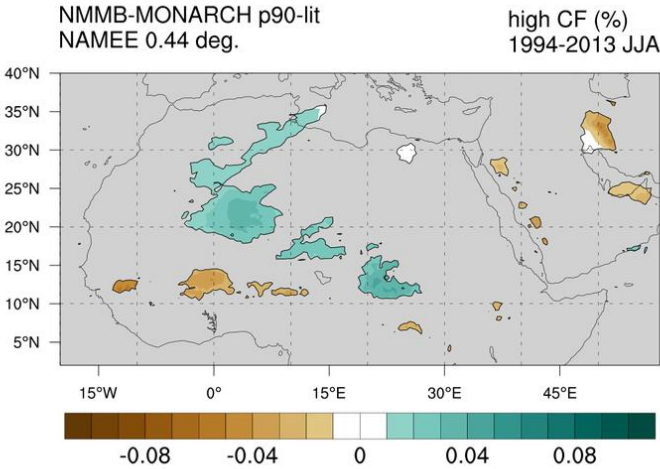 NMMB-MONARCH p90-lit
NAMEE 0.44 deg.
high CF (%)
1994-2013 JJA
40°N
35°N
30°N
25°N
20°N
15°N
10°N
5°N
15°W 0° 15°E 30°E 45°E
-0.08 -0.04 0 0.04 0.08